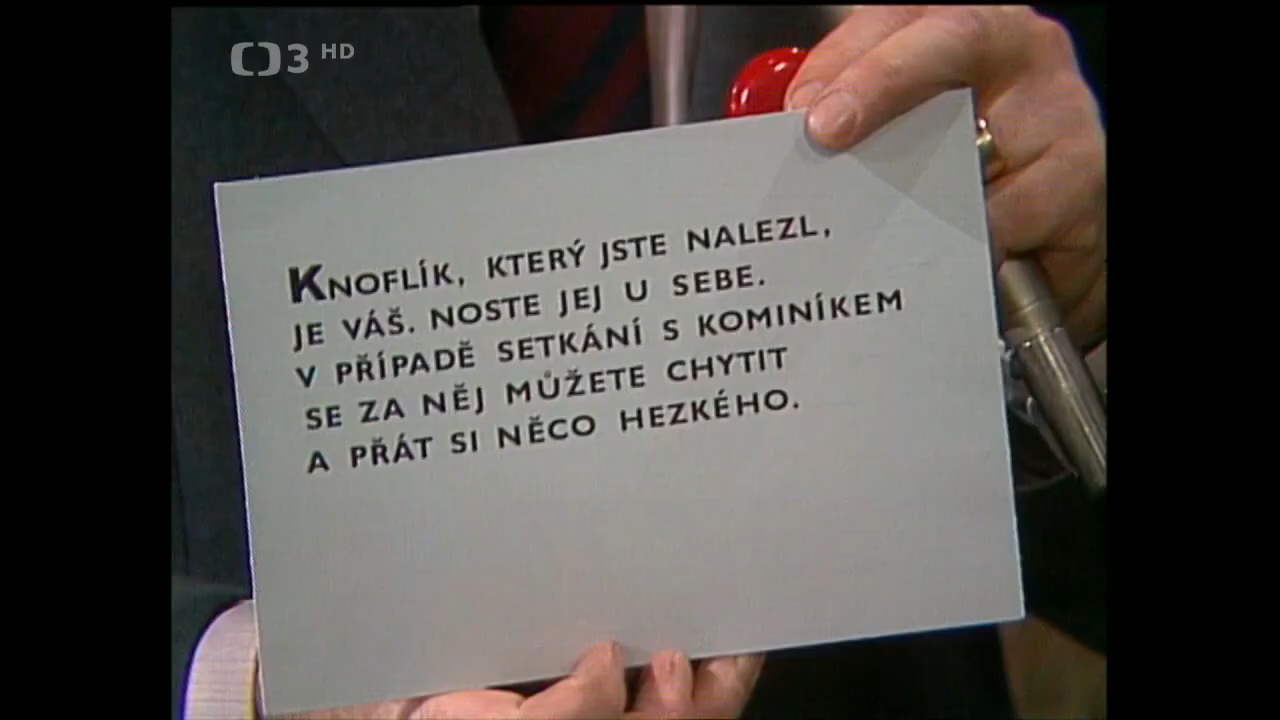 3 HD
KNOFLÍK, KTERÝ JSTE NALEZL,
JE VÁŠ. NOSTE JEJ U SEBE.
V PŘÍPADĚ SETKÁNÍ S KOMINÍKEM
SE ZA NĚJ MŮŽETE CHYTIT
A PŘÁT SI NĚCO HEZKÉHO.